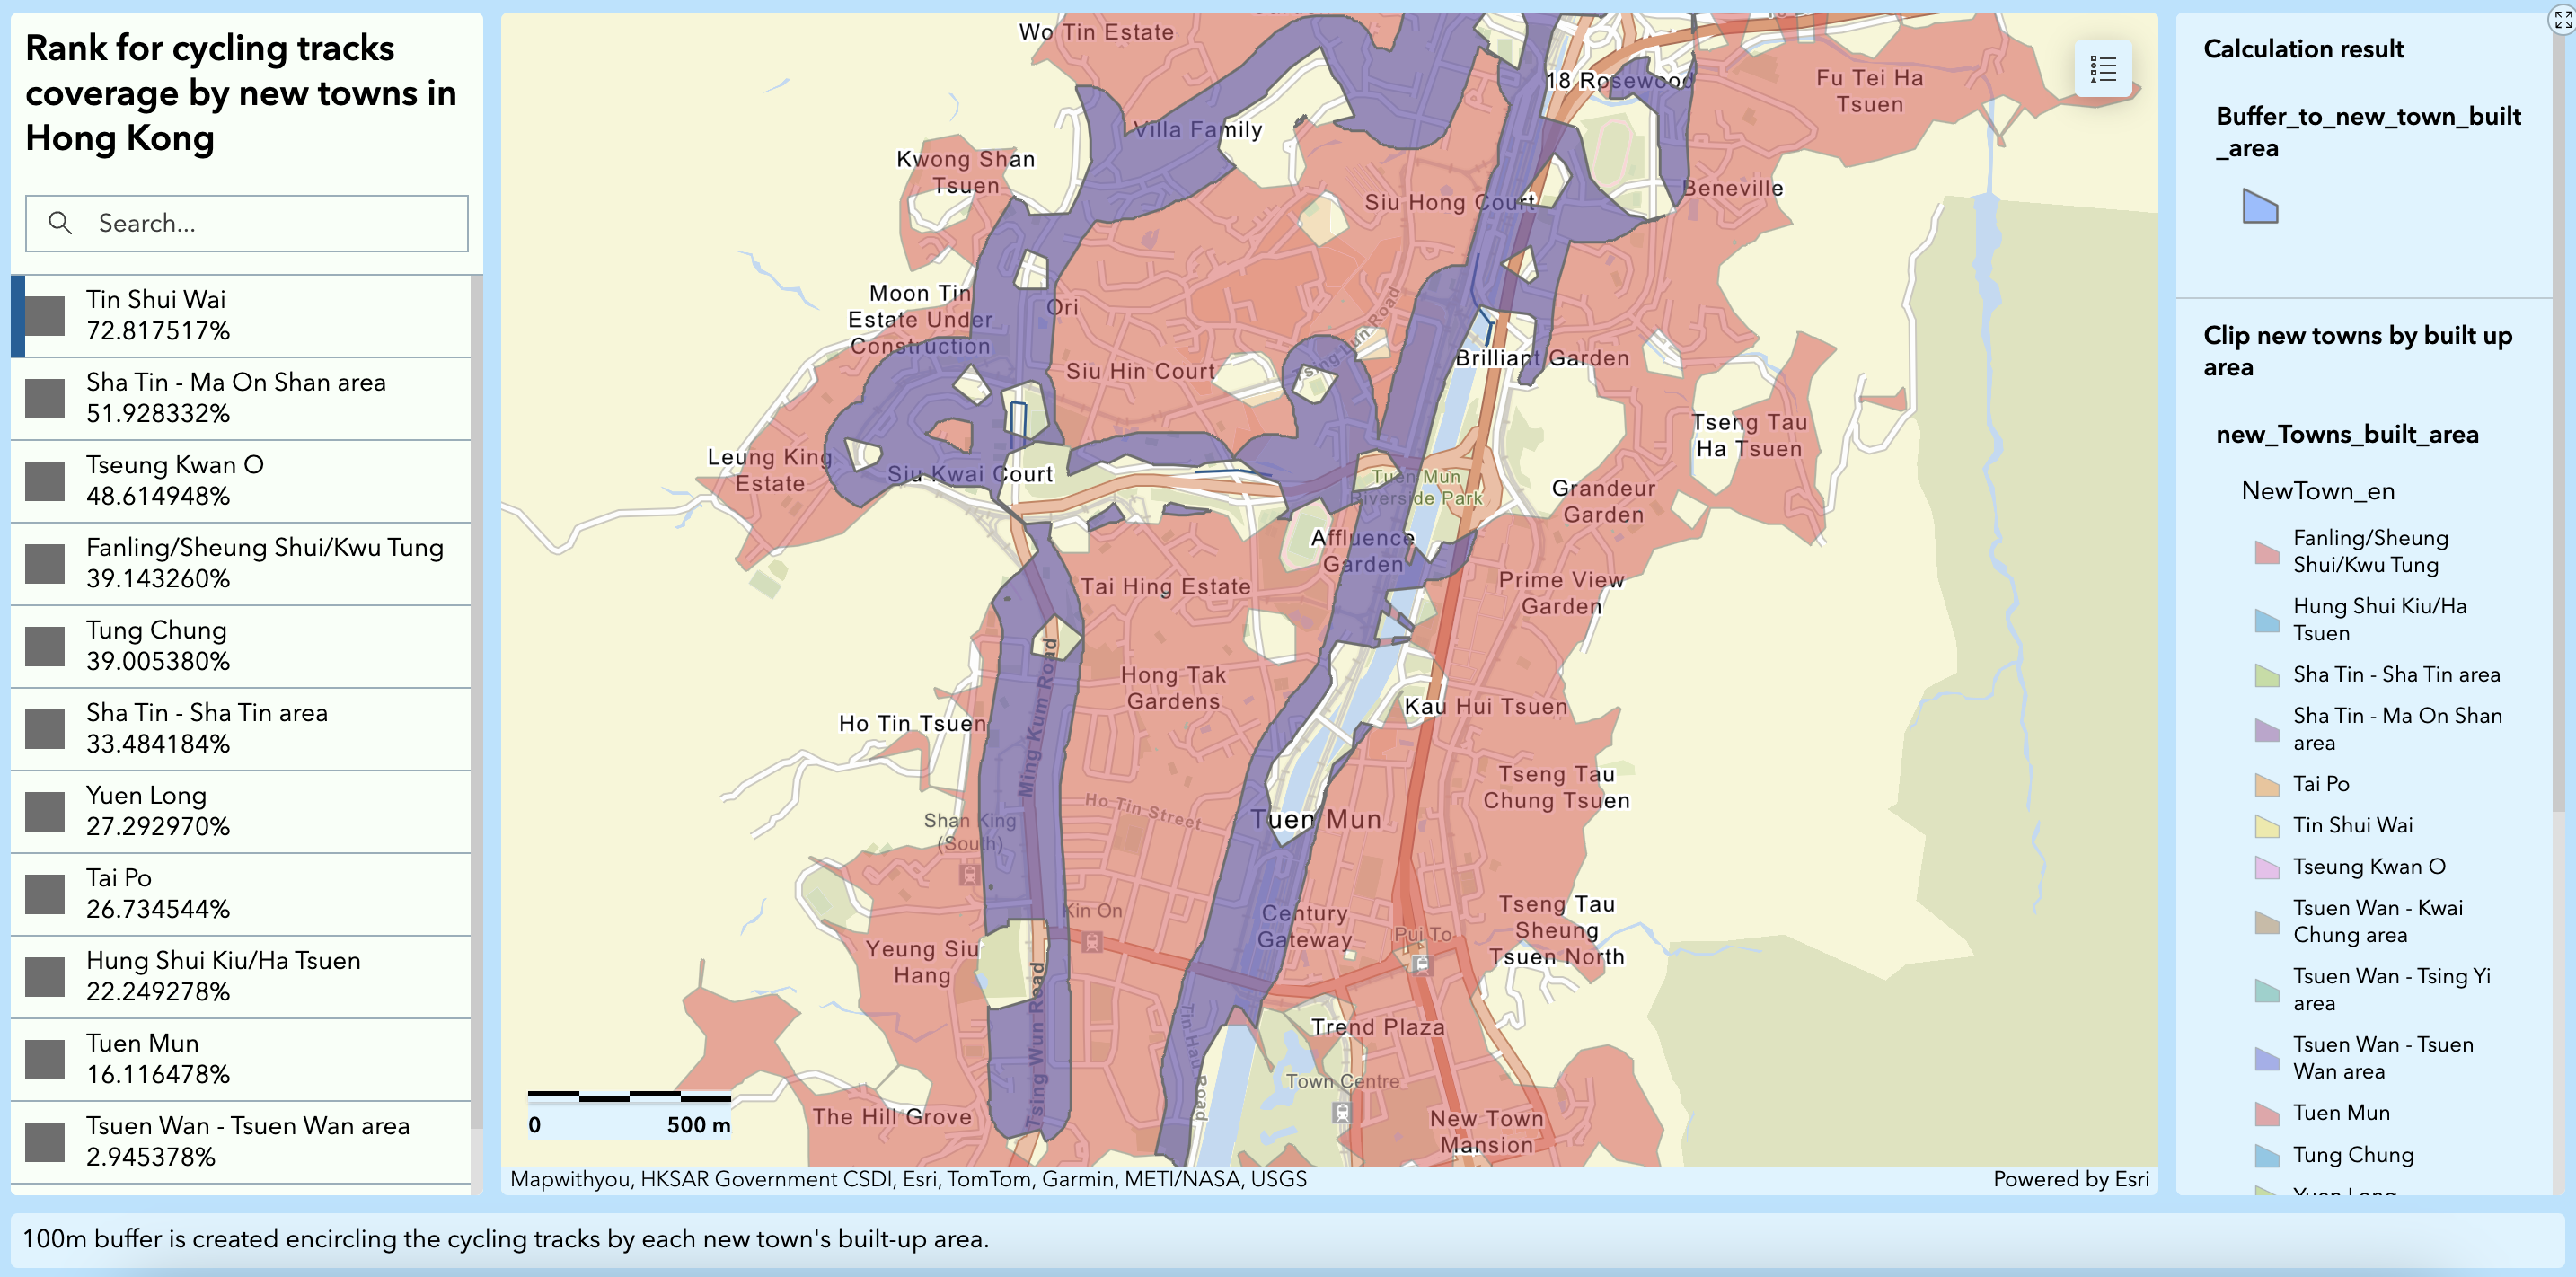 Rank for cycling tracks
coverage by new towns in
Hong Kong
Search...
Tin Shui Wai
72.817517%
Sha Tin - Ma On Shan area
51.928332%
Tseung Kwan O
48.614948%
Fanling/Sheung Shui/Kwu Tung
39.143260%
Tung Chung
39.005380%
Sha Tin - Sha Tin area
33.484184%
Yuen Long
27.292970%
Tai Po
26.734544%
Hung Shui Kiu/Ha Tsuen
22.249278%
Tuen Mun
16.116478%
Tsuen Wan - Tsuen Wan area
2.945378%
Wo Tin Estate
18 Rosewood
Fu Tei Ha
Tsuen
Villa Family
Kwong Shan
Tsuen
Siu Hong Court
Beneville
Moon Tin
Estate Under
Construction
Ori
Tsing Lun Road
Siu Hin Court
Brilliant Garden
Tseng Tau
Ha Tsuen
Leung King
Estate
Siu Kwai Court
Tuen Mun
Riverside Park
Grandeur
Garden
Affluence
Garden
Tai Hing Estate
Prime View
Garden
Hong Tak
Gardens
Kau Hui Tsuen
Ho Tin Tsuen
Ming Kum Road
Tseng Tau
Chung Tsuen
Ho Tin Street
Shan King
(South)
Tuen Mun
Kin On
Century
Gateway
Pui To
Tseng Tau
Sheung
Tsuen North
Yeung Siu
Hang
Tsing Wun Road
Tin Hau Road
Trend Plaza
Town Centre
The Hill Grove
New Town
Mansion
0 500 m
Mapwithyou, HKSAR Government CSDI, Esri, TomTom, Garmin, METI/NASA, USGS
Powered by Esri
Calculation result
Buffer_to_new_town_built
_area
Clip new towns by built up
area
new_Towns_built_area
NewTown_en
Fanling/Sheung
Shui/Kwu Tung
Hung Shui Kiu/Ha
Tsuen
Sha Tin - Sha Tin area
Sha Tin - Ma On Shan
area
Tai Po
Tin Shui Wai
Tseung Kwan O
Tsuen Wan - Kwai
Chung area
Tsuen Wan - Tsing Yi
area
Tsuen Wan - Tsuen
Wan area
Tuen Mun
Tung Chung
Yuen Long
100m buffer is created encircling the cycling tracks by each new town's built-up area.